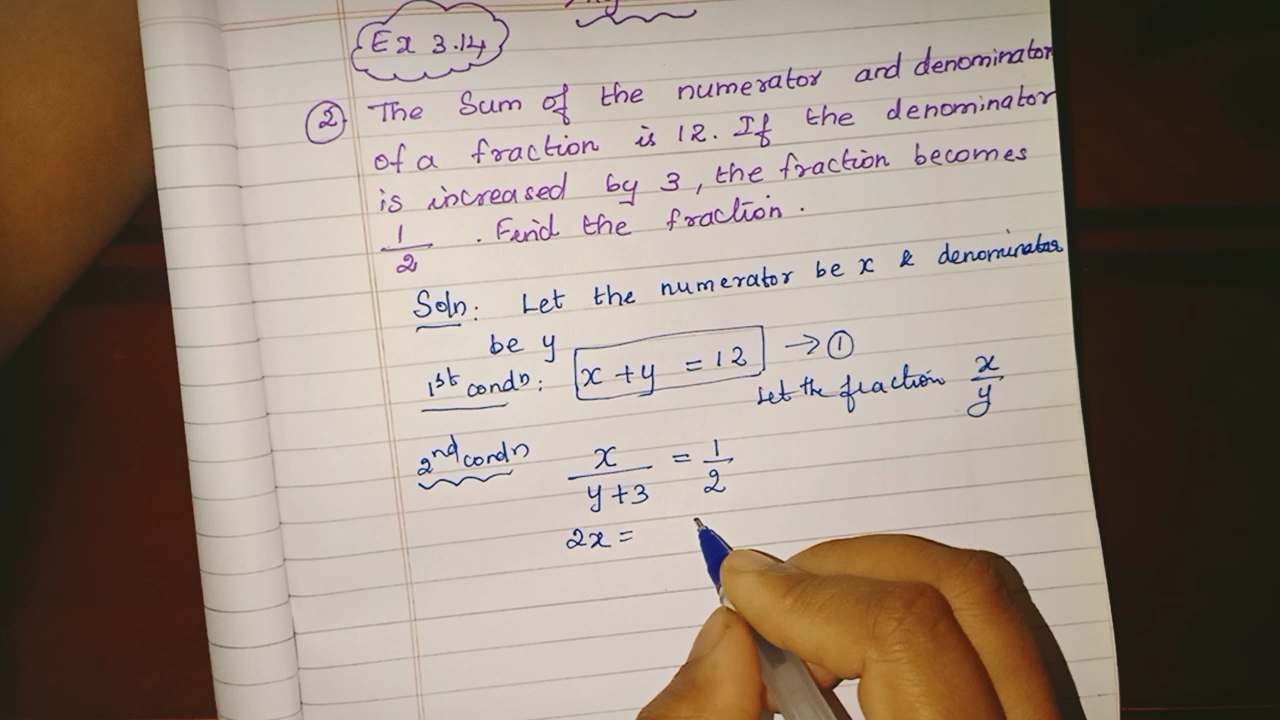 Ex 3.14
2. The Sum of the numerator and denominator
of a fraction is 12. If the denominator
is increased by 3, the fraction becomes
1/2. Find the fraction.
Soln: Let the numerator be x & denominator
be y
1st condn: x + y = 12 → ①
Let the fraction x/y
2nd condn x/(y+3) = 1/2
2x =